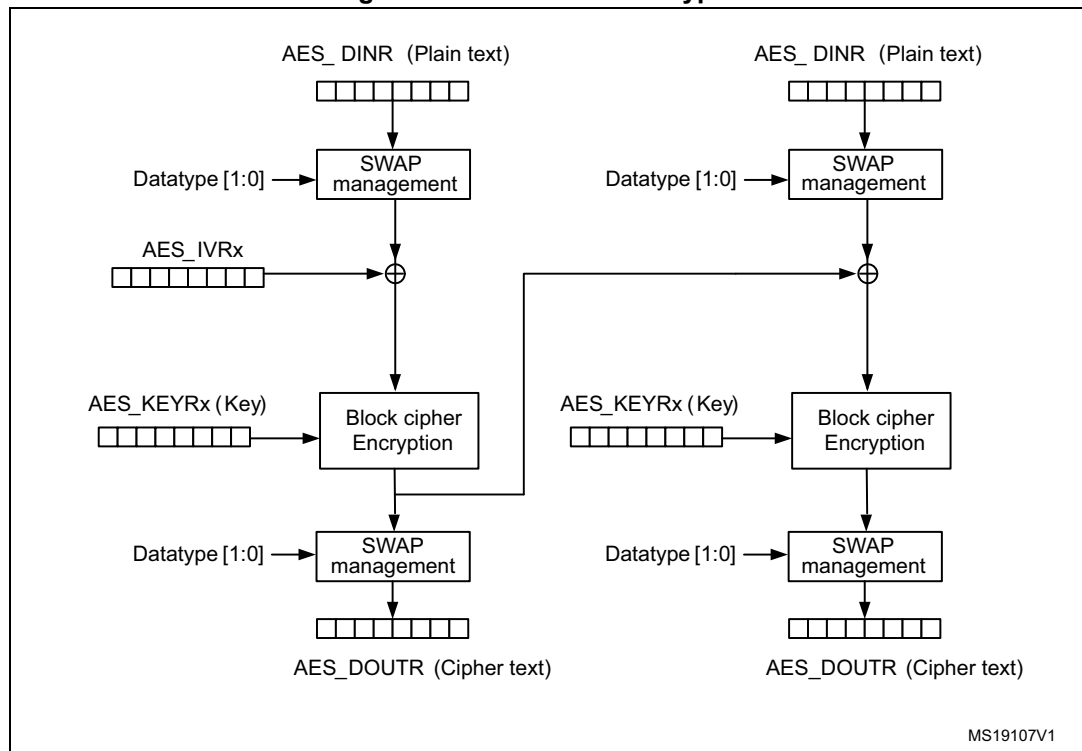 AES_ DINR (Plain text)
AES_ DINR (Plain text)
SWAP
management
Datatype [1:0]
SWAP
management
Datatype [1:0]
AES_IVRx
AES_KEYRx (Key)
Block cipher
Encryption
AES_KEYRx (Key)
Block cipher
Encryption
Datatype [1:0]
SWAP
management
Datatype [1:0]
SWAP
management
AES_DOUTR (Cipher text)
AES_DOUTR (Cipher text)
MS19107V1